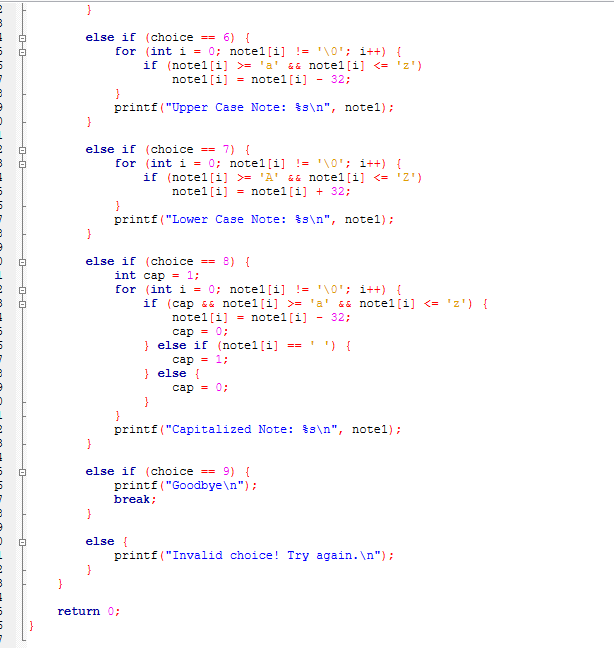 }
else if (choice == 6) {
for (int i = 0; note1[i] != '\0'; i++) {
if (note1[i] >= 'a' && note1[i] <= 'z')
note1[i] = note1[i] - 32;
}
printf("Upper Case Note: %s\n", note1);
}
else if (choice == 7) {
for (int i = 0; note1[i] != '\0'; i++) {
if (note1[i] >= 'A' && note1[i] <= 'Z')
note1[i] = note1[i] + 32;
}
printf("Lower Case Note: %s\n", note1);
}
else if (choice == 8) {
int cap = 1;
for (int i = 0; note1[i] != '\0'; i++) {
if (cap && note1[i] >= 'a' && note1[i] <= 'z') {
note1[i] = note1[i] - 32;
cap = 0;
} else if (note1[i] == ' ') {
cap = 1;
} else {
cap = 0;
}
}
printf("Capitalized Note: %s\n", note1);
}
else if (choice == 9) {
printf("Goodbye\n");
break;
}
else {
printf("Invalid choice! Try again.\n");
}
}
return 0;
}